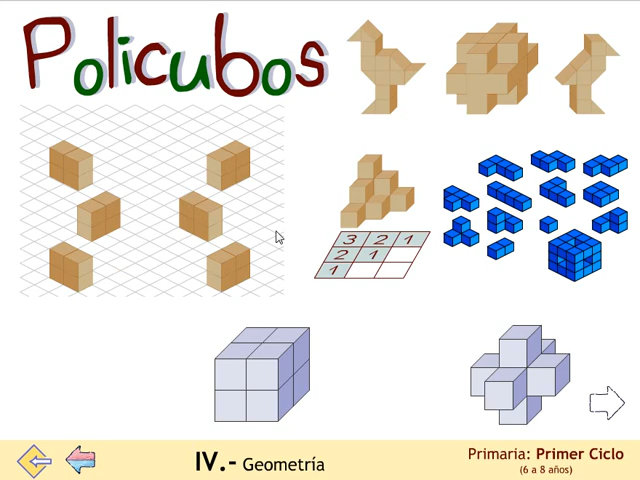 Policubos
3 2 1
2 1
1
IV.- Geometría
Primaria: Primer Ciclo
(6 a 8 años)